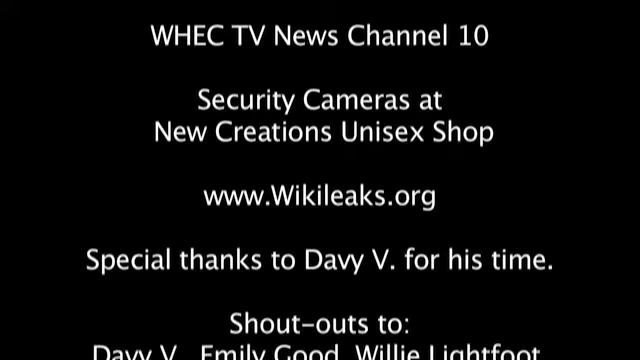 WHEC TV News Channel 10
Security Cameras at
New Creations Unisex Shop
www.Wikileaks.org
Special thanks to Davy V. for his time.
Shout-outs to:
Davy V., Emily Good, Willie Lightfoot,